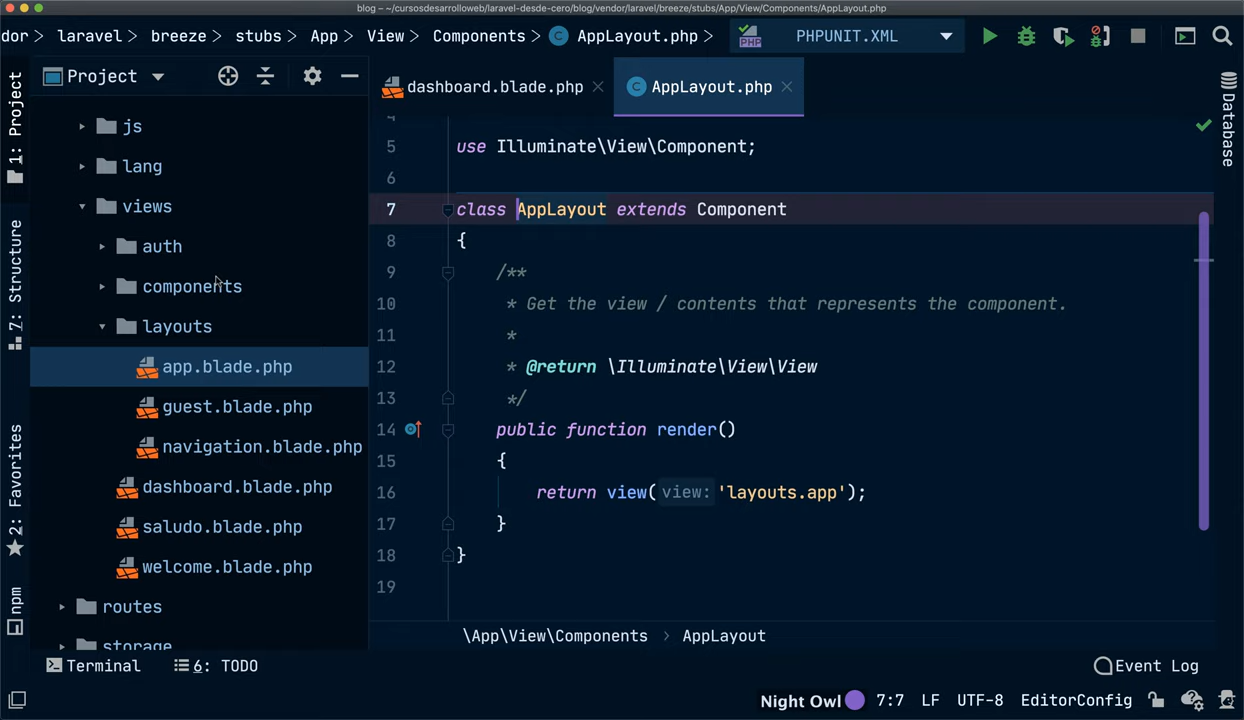 blog – ~/cursosdesarrolloweb/laravel-desde-cero/blog/vendor/laravel/breeze/stubs/App/View/Components/AppLayout.php
dor > laravel > breeze > stubs > App > View > Components > AppLayout.php >
PHP PHPUNIT.XML
1: Project
7: Structure
2: Favorites
npm
Project
js
lang
views
auth
components
layouts
app.blade.php
guest.blade.php
navigation.blade.php
dashboard.blade.php
saludo.blade.php
welcome.blade.php
routes
storage
dashboard.blade.php
C AppLayout.php
4
5 use Illuminate\View\Component;
6
7 class AppLayout extends Component
8 {
9 /**
10 * Get the view / contents that represents the component.
11 *
12 * @return \Illuminate\View\View
13 */
14 public function render()
15 {
16 return view( view: 'layouts.app');
17 }
18 }
19
\App\View\Components > AppLayout
Database
Terminal
6: TODO
Event Log
Night Owl 7:7 LF UTF-8 EditorConfig